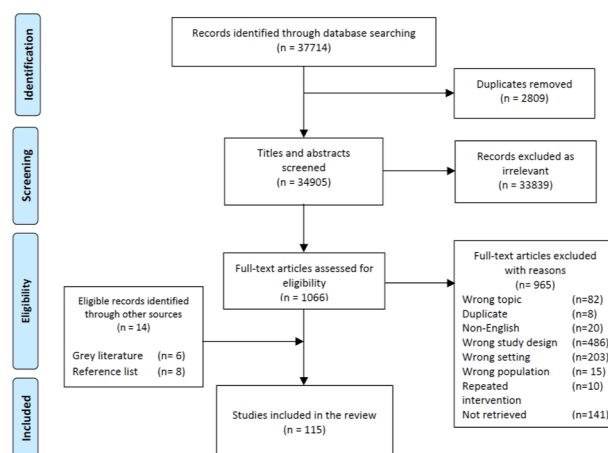 Identification
Records identified through database searching
(n = 37714)
Duplicates removed
(n = 2809)
Screening
Titles and abstracts
screened
(n = 34905)
Records excluded as
irrelevant
(n = 33839)
Eligibility
Full-text articles assessed for
eligibility
(n = 1066)
Full-text articles excluded
with reasons
(n= 965)
Wrong topic (n=82)
Duplicate (n=8)
Non-English (n=20)
Wrong study design (n=486)
Wrong setting (n=203)
Wrong population (n= 15)
Repeated (n=10)
intervention
Not retrieved (n=141)
Eligible records identified
through other sources
(n = 14)
Grey literature (n= 6)
Reference list (n= 8)
Included
Studies included in the review
(n = 115)